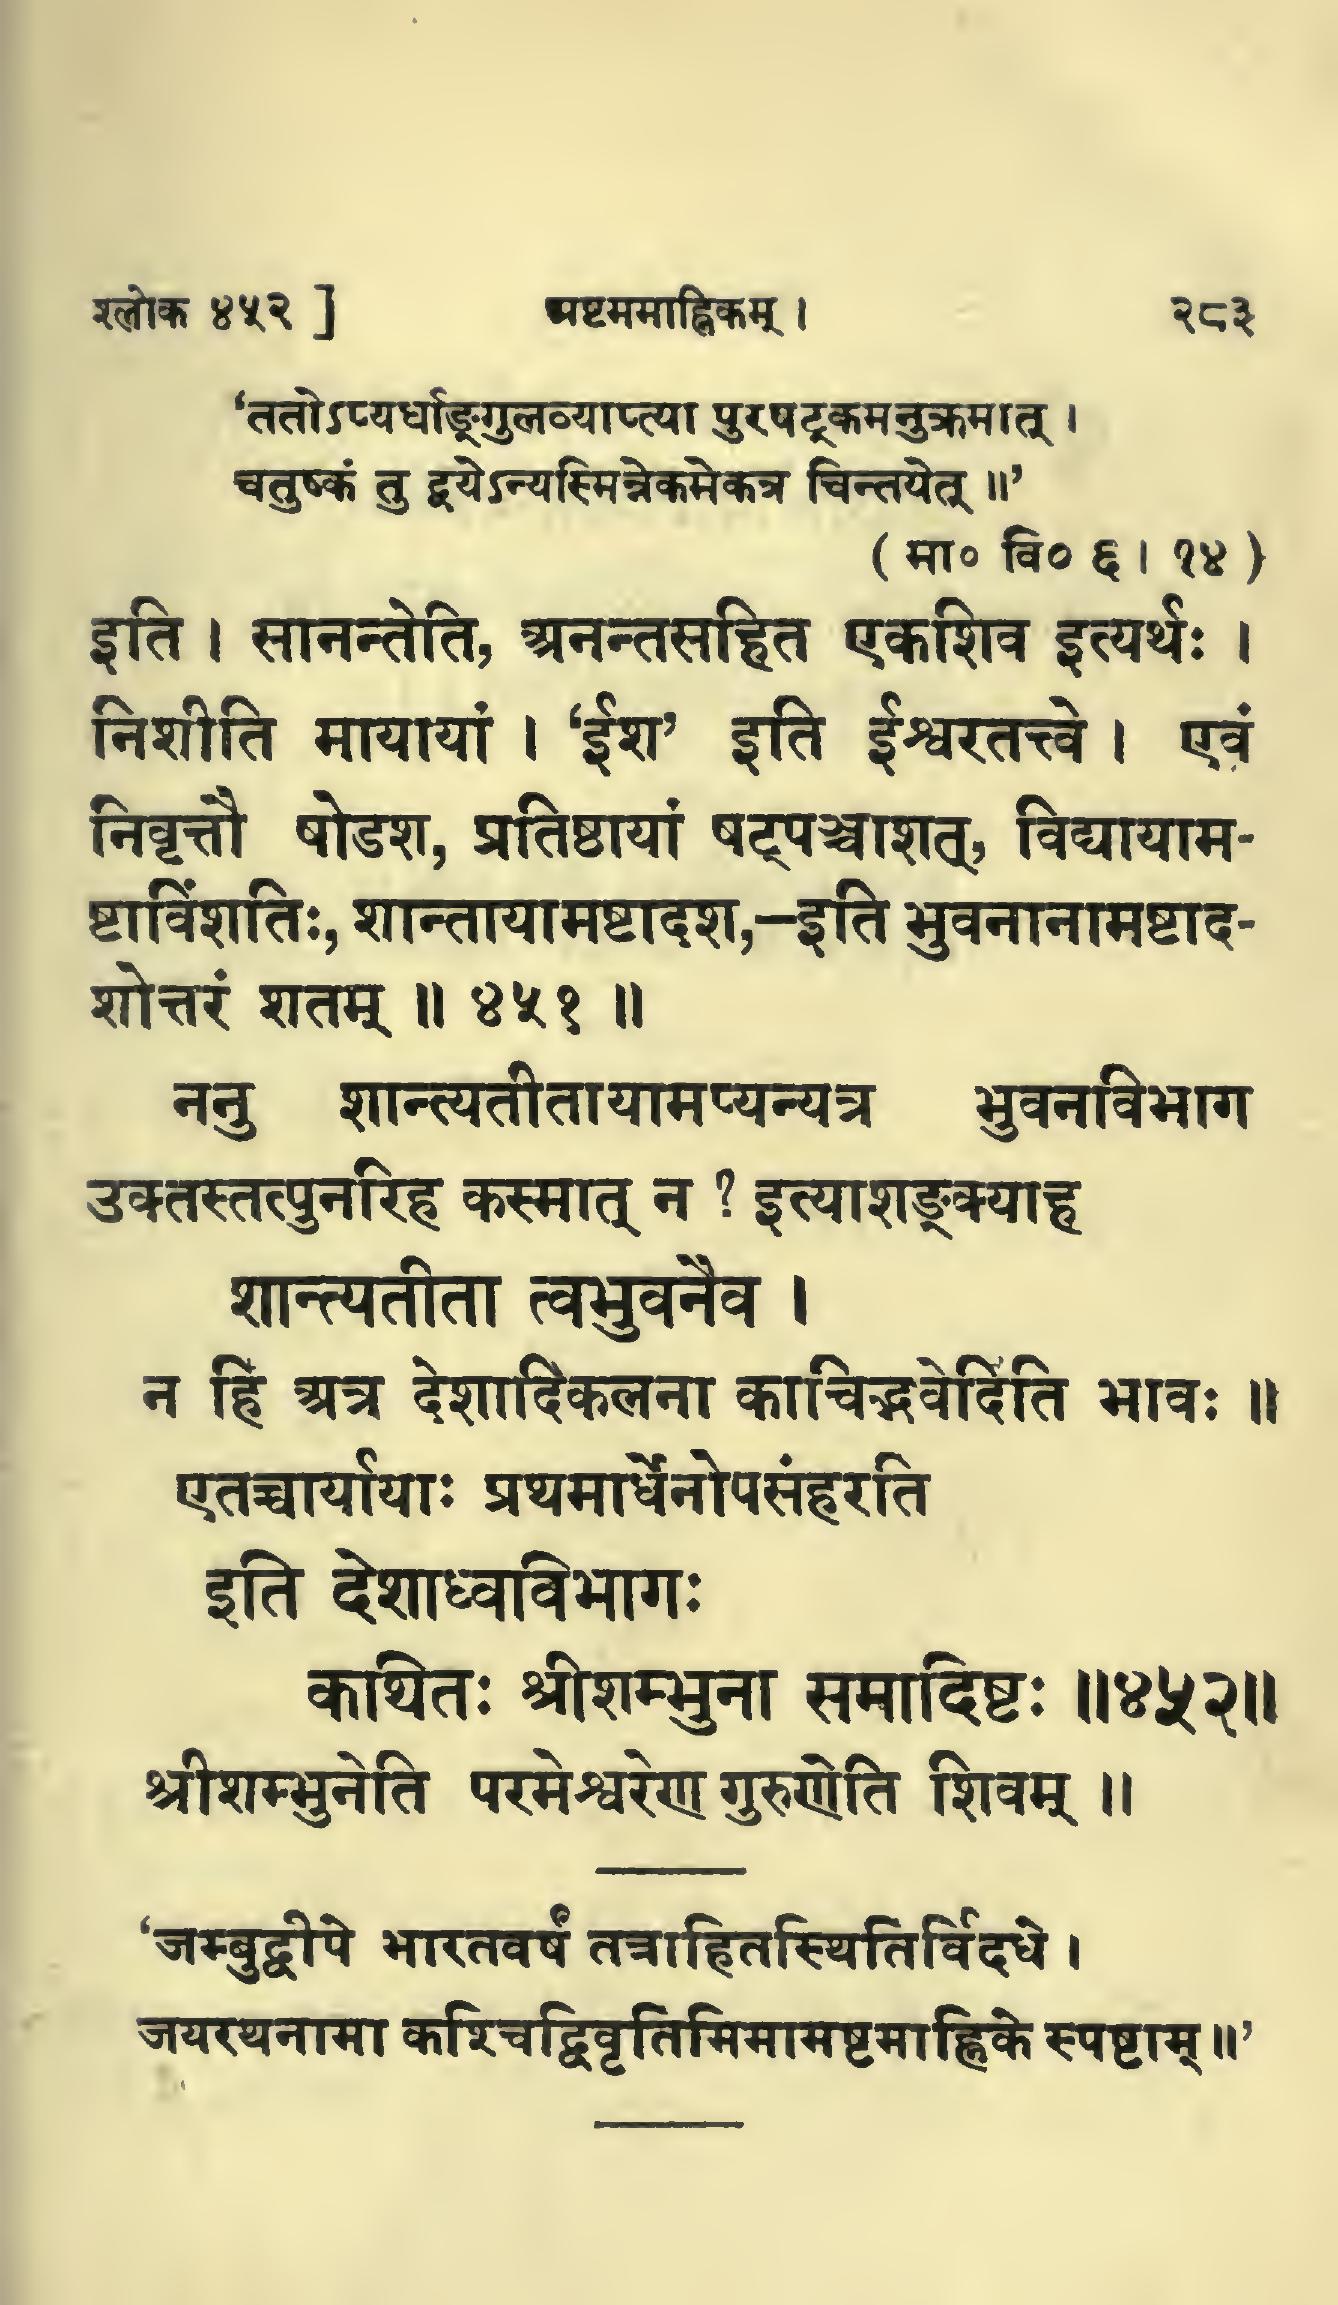 श्लोक ४५२ ] अष्टममाह्निकम् । २८३
‘ततोऽप्यर्धाङ्गुलव्याप्त्या पुरषट्कमनुक्रमात् ।
चतुष्कं तु द्वयेऽन्यस्मिन्नेकमेकत्र चिन्तयेत् ॥’
( मा० वि० ६ । १४ )
इति । सानन्तेति, अनन्तसहित एकशिव इत्यर्थः ।
निशीति मायायां । ‘ईश’ इति ईश्वरतत्त्वे । एवं
निवृत्तौ षोडश, प्रतिष्ठायां षट्पञ्चाशत्, विद्यायाम-
ष्टाविंशतिः, शान्तायामष्टादश,—इति भुवनानामष्टाद-
शोत्तरं शतम् ॥ ४५१ ॥
ननु शान्त्यतीतायामप्यन्यत्र भुवनविभाग
उक्तस्तत्पुनरिह कस्मात् न ? इत्याशङ्क्याह
शान्त्यतीता त्वभुवनैव ।
न हि अत्र देशादिकलना काचिद्भवेदिति भावः ॥
एतच्चार्यायाः प्रथमार्धेनोपसंहरति
इति देशाध्वविभागः
कथितः श्रीशम्भुना समादिष्टः ॥४५२॥
श्रीशम्भुनेति परमेश्वरेण गुरुणेति शिवम् ॥
‘जम्बुद्वीपे भारतवर्षं तत्राहितस्थितिर्विदधे ।
जयरथनामा कश्चिद्विवृतिमिमामष्टमाह्निके स्पष्टाम् ॥’